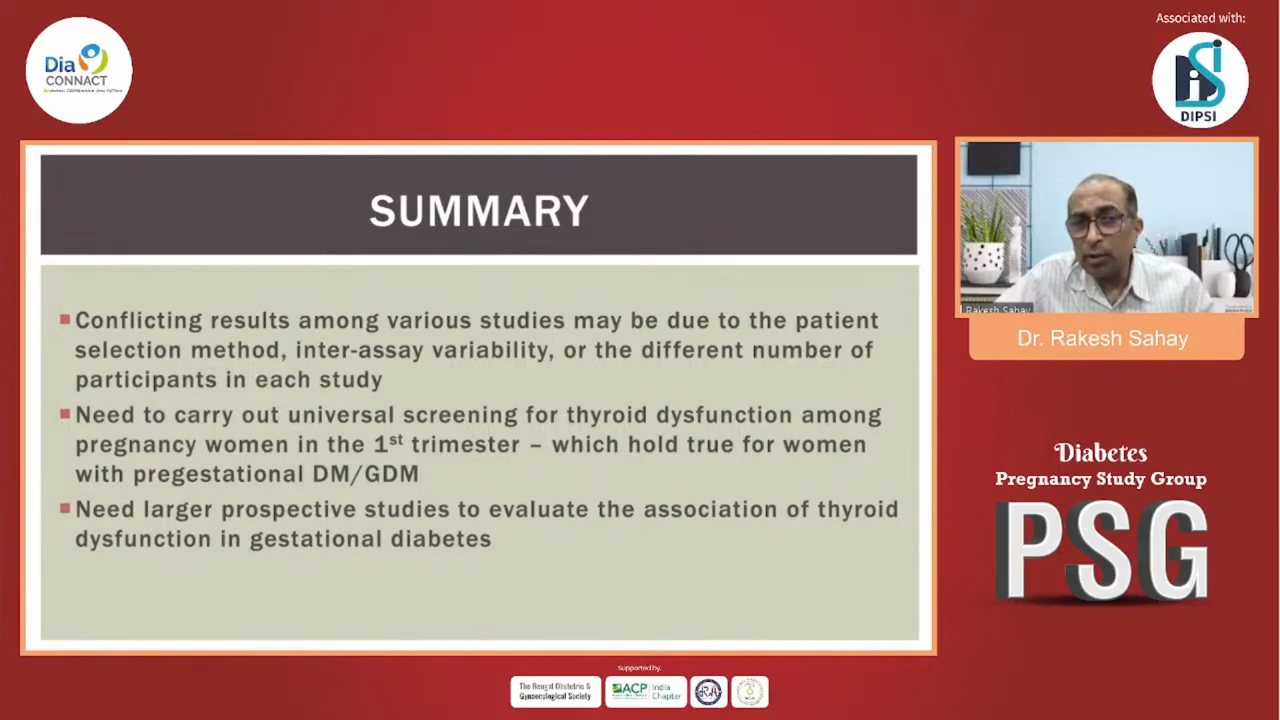 Associated with:
Dia
CONNACT
DIPSI
SUMMARY
Conflicting results among various studies may be due to the patient
selection method, inter-assay variability, or the different number of
participants in each study
Need to carry out universal screening for thyroid dysfunction among
pregnancy women in the 1st trimester – which hold true for women
with pregestational DM/GDM
Need larger prospective studies to evaluate the association of thyroid
dysfunction in gestational diabetes
Rakesh Sahay
Dr. Rakesh Sahay
Diabetes
Pregnancy Study Group
PSG
Supported by:
The Bengal Obstetric &
Gynaecological Society
ACP
India
Chapter